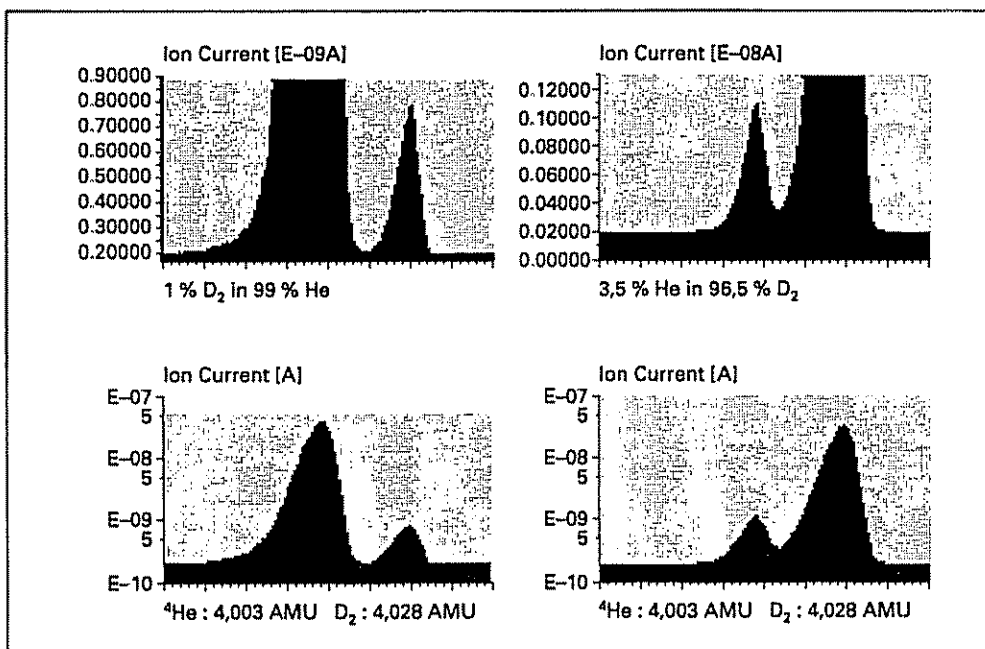 Ion Current [E–09A]
0.90000
0.80000
0.70000
0.60000
0.50000
0.40000
0.30000
0.20000
1 % D₂ in 99 % He
Ion Current [E–08A]
0.12000
0.10000
0.08000
0.06000
0.04000
0.02000
0.00000
3,5 % He in 96,5 % D₂
Ion Current [A]
E–07
5
E–08
5
E–09
5
E–10
⁴He : 4,003 AMU D₂ : 4,028 AMU
Ion Current [A]
E–07
5
E–08
5
E–09
5
E–10
⁴He : 4,003 AMU D₂ : 4,028 AMU